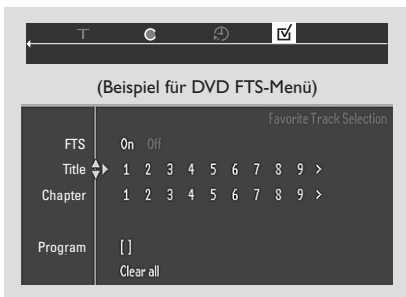 T C
(Beispiel für DVD FTS-Menü)
Favorite Track Selection
FTS On Off
Title 1 2 3 4 5 6 7 8 9 >
Chapter 1 2 3 4 5 6 7 8 9 >
Program [ ]
Clear all